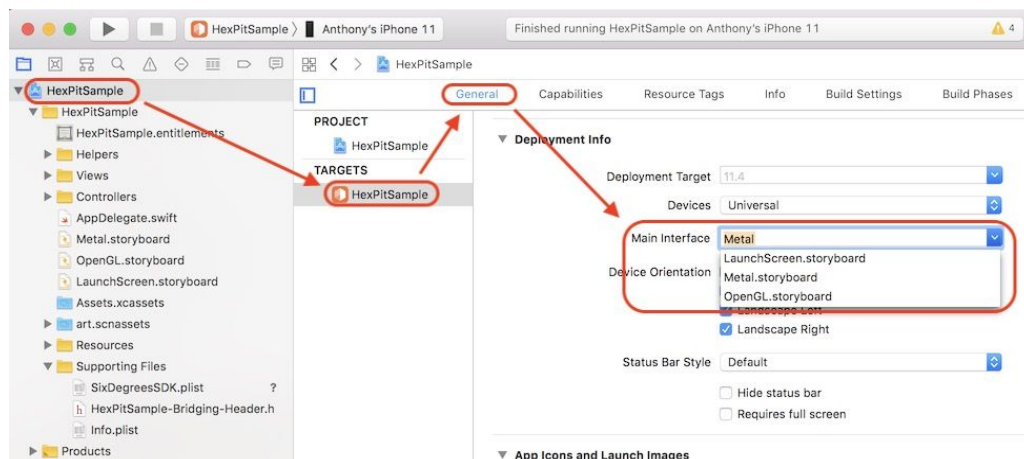 HexPitSample
Anthony's iPhone 11
Finished running HexPitSample on Anthony's iPhone 11
4
HexPitSample
HexPitSample
HexPitSample.entitlements
Helpers
Views
Controllers
AppDelegate.swift
Metal.storyboard
OpenGL.storyboard
LaunchScreen.storyboard
Assets.xcassets
art.scnassets
Resources
Supporting Files
SixDegreesSDK.plist ?
h HexPitSample-Bridging-Header.h
Info.plist
Products
HexPitSample
General Capabilities Resource Tags Info Build Settings Build Phases
PROJECT
HexPitSample
TARGETS
HexPitSample
Deployment Info
Deployment Target 11.4
Devices Universal
Main Interface Metal
LaunchScreen.storyboard
Metal.storyboard
OpenGL.storyboard
Device Orientation
Landscape Left
Landscape Right
Status Bar Style Default
Hide status bar
Requires full screen
App Icons and Launch Images